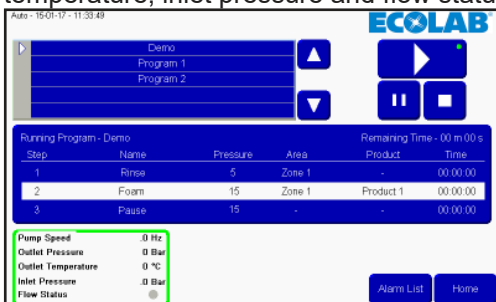 temperature, inlet pressure and flow statu
Auto - 15-01-17 - 11:33:49
ECOLAB
Demo
Program 1
Program 2
Running Program - Demo Remaining Time - 00 m 00 s
Step Name Pressure Area Product Time
1 Rinse 5 Zone 1 - 00:00:00
2 Foam 15 Zone 1 Product 1 00:00:00
3 Pause 15 - - 00:00:00
Pump Speed .0 Hz
Outlet Pressure 0 Bar
Outlet Temperature 0 °C
Inlet Pressure .0 Bar
Flow Status
Alarm List Home